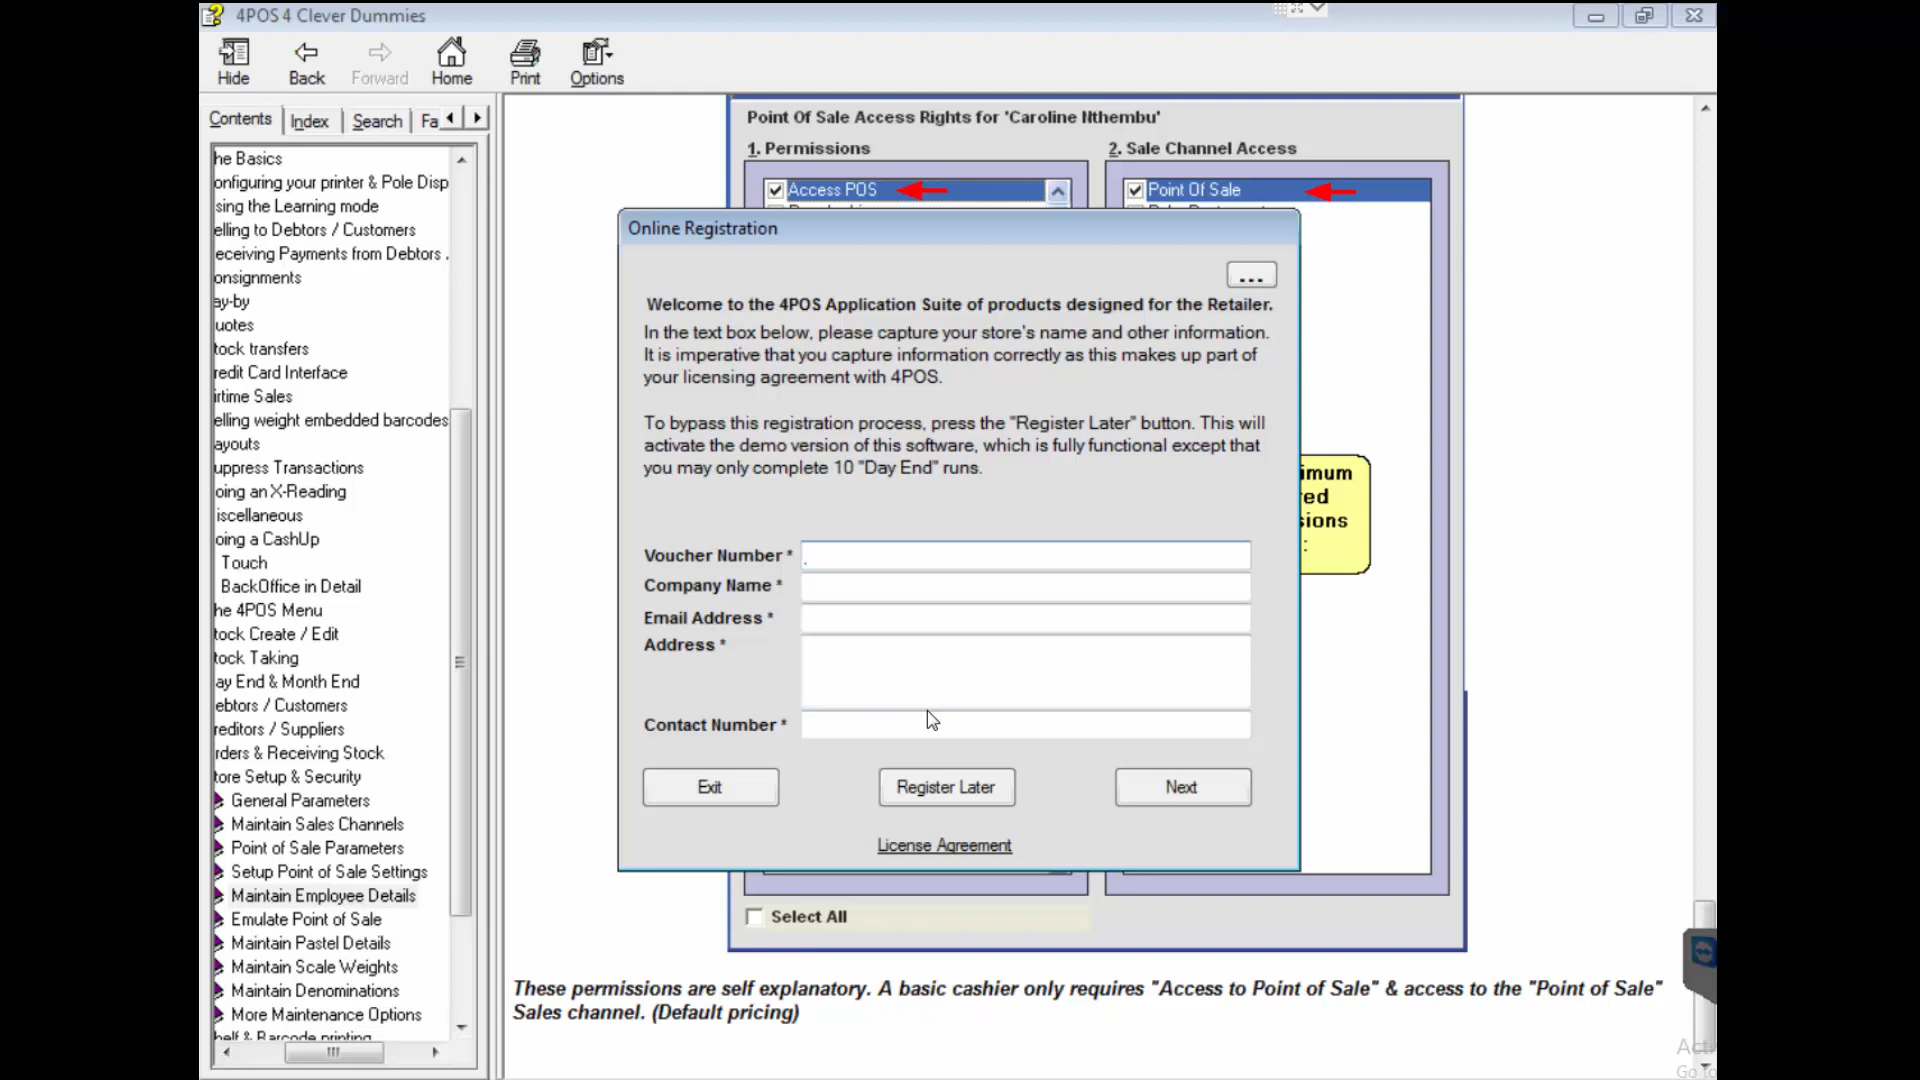 4POS 4 Clever Dummies
Hide
Back
Forward
Home
Print
Options
Contents
Index
Search
Fa
he Basics
onfiguring your printer & Pole Disp
sing the Learning mode
elling to Debtors / Customers
eceiving Payments from Debtors .
onsignments
ay-by
uotes
tock transfers
redit Card Interface
irtime Sales
elling weight embedded barcodes
ayouts
uppress Transactions
oing an X-Reading
iscellaneous
oing a CashUp
Touch
BackOffice in Detail
he 4POS Menu
tock Create / Edit
tock Taking
ay End & Month End
ebtors / Customers
reditors / Suppliers
rders & Receiving Stock
tore Setup & Security
General Parameters
Maintain Sales Channels
Point of Sale Parameters
Setup Point of Sale Settings
Maintain Employee Details
Emulate Point of Sale
Maintain Pastel Details
Maintain Scale Weights
Maintain Denominations
More Maintenance Options
helf & Barcode printing
Point Of Sale Access Rights for 'Caroline Nthembu'
1. Permissions
2. Sale Channel Access
Access POS
Point Of Sale
Online Registration
...
Welcome to the 4POS Application Suite of products designed for the Retailer.
In the text box below, please capture your store's name and other information.
It is imperative that you capture information correctly as this makes up part of
your licensing agreement with 4POS.
To bypass this registration process, press the "Register Later" button. This will
activate the demo version of this software, which is fully functional except that
you may only complete 10 "Day End" runs.
imum
red
sions
:
Voucher Number *
.
Company Name *
Email Address *
Address *
Contact Number *
Exit
Register Later
Next
License Agreement
Select All
These permissions are self explanatory. A basic cashier only requires "Access to Point of Sale" & access to the "Point of Sale"
Sales channel. (Default pricing)
Acti
Go to